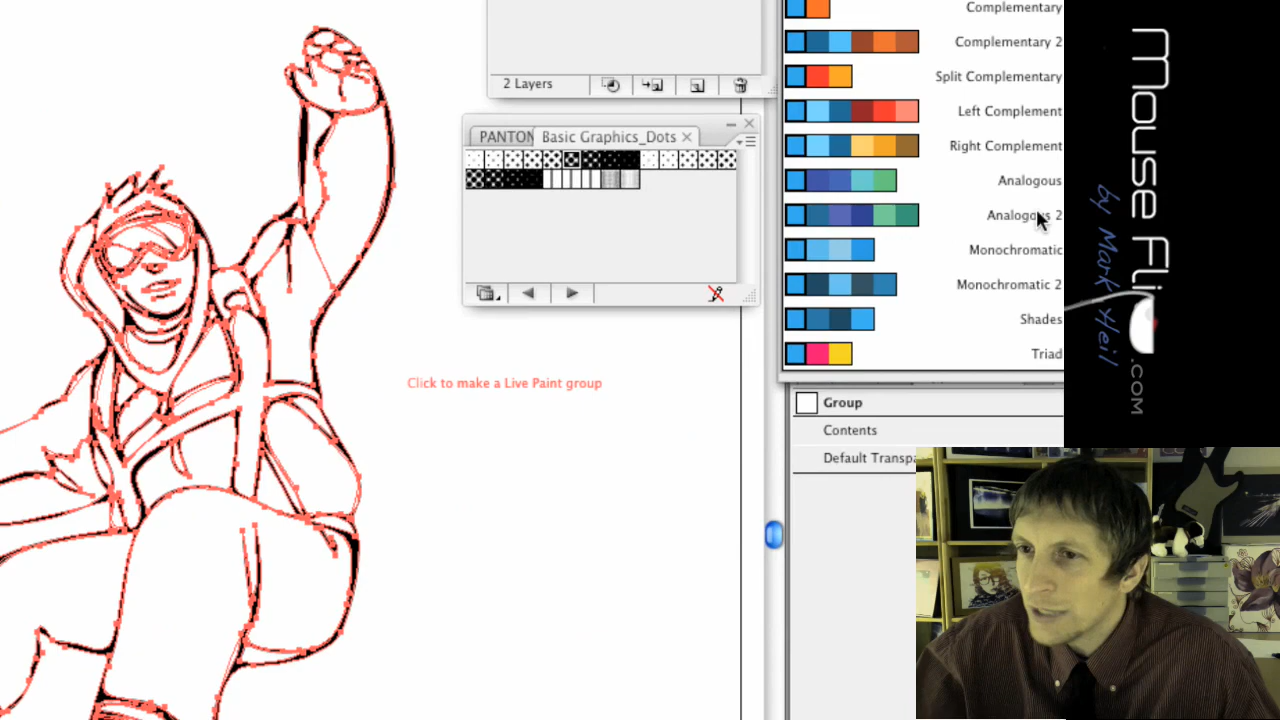 Complementary
2 Layers
Complementary 2
Split Complementary
Left Complement
PANTON
Basic Graphics_Dots
Right Complement
Analogous
Analogous 2
Monochromatic
Monochromatic 2
Shades
Triad
Click to make a Live Paint group
Group
Contents
Default Transpa
Mouse Fli
.COM
by Mark Heil